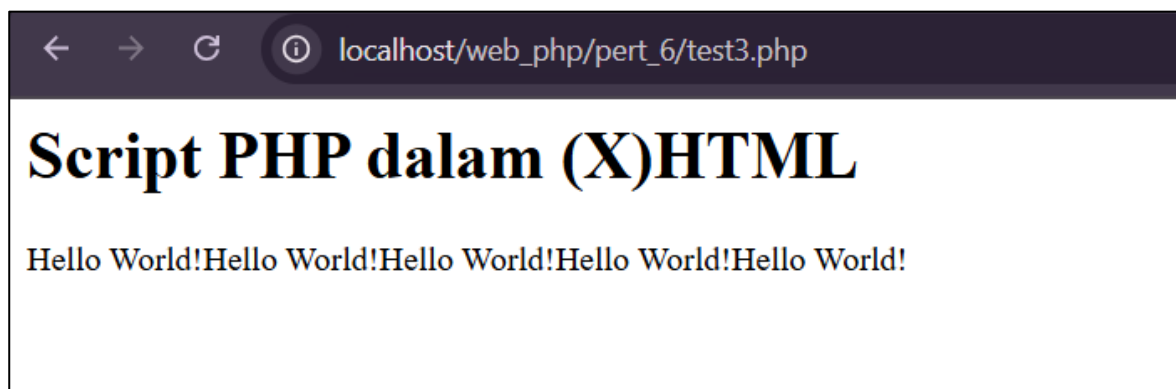 localhost/web_php/pert_6/test3.php
Script PHP dalam (X)HTML
Hello World!Hello World!Hello World!Hello World!Hello World!